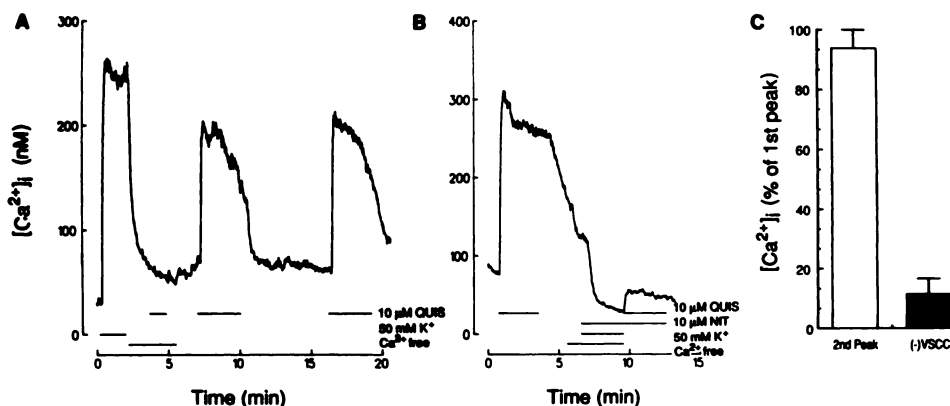 A
300
200
100
0
[Ca²⁺]ᵢ (nM)
10 μM QUIS
50 mM K⁺
Ca²⁺ free
0 5 10 15 20
Time (min)
B
400
300
200
100
0
10 μM QUIS
10 μM NIT
50 mM K⁺
Ca²⁺ free
0 5 10
Time (min)
C
100
80
60
40
20
0
[Ca²⁺]ᵢ (% of 1st peak)
2nd Peak (-)VSCC